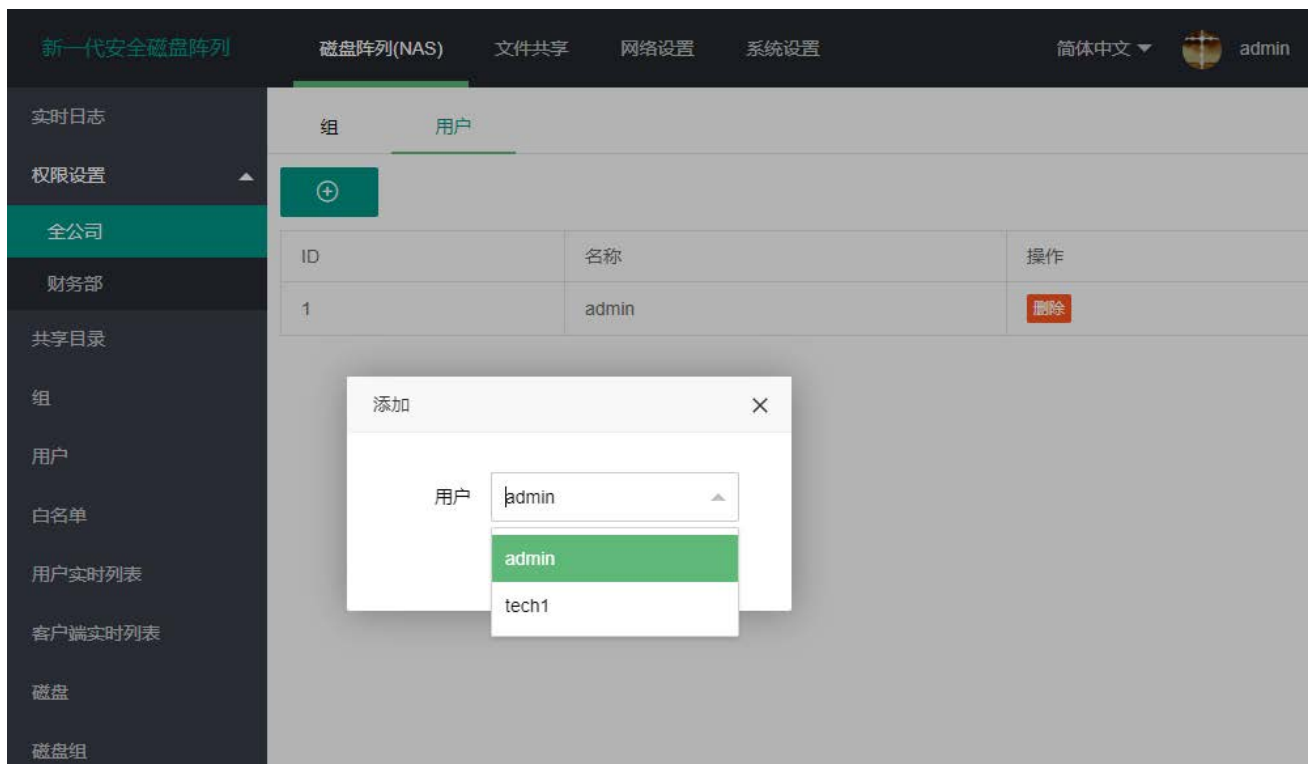 新一代安全磁盘阵列 磁盘阵列(NAS) 文件共享 网络设置 系统设置 简体中文 admin
实时日志
权限设置
全公司
财务部
共享目录
组
用户
白名单
用户实时列表
客户端实时列表
磁盘
磁盘组
组 用户
ID 名称 操作
1 admin 删除
添加
用户 admin
admin
tech1